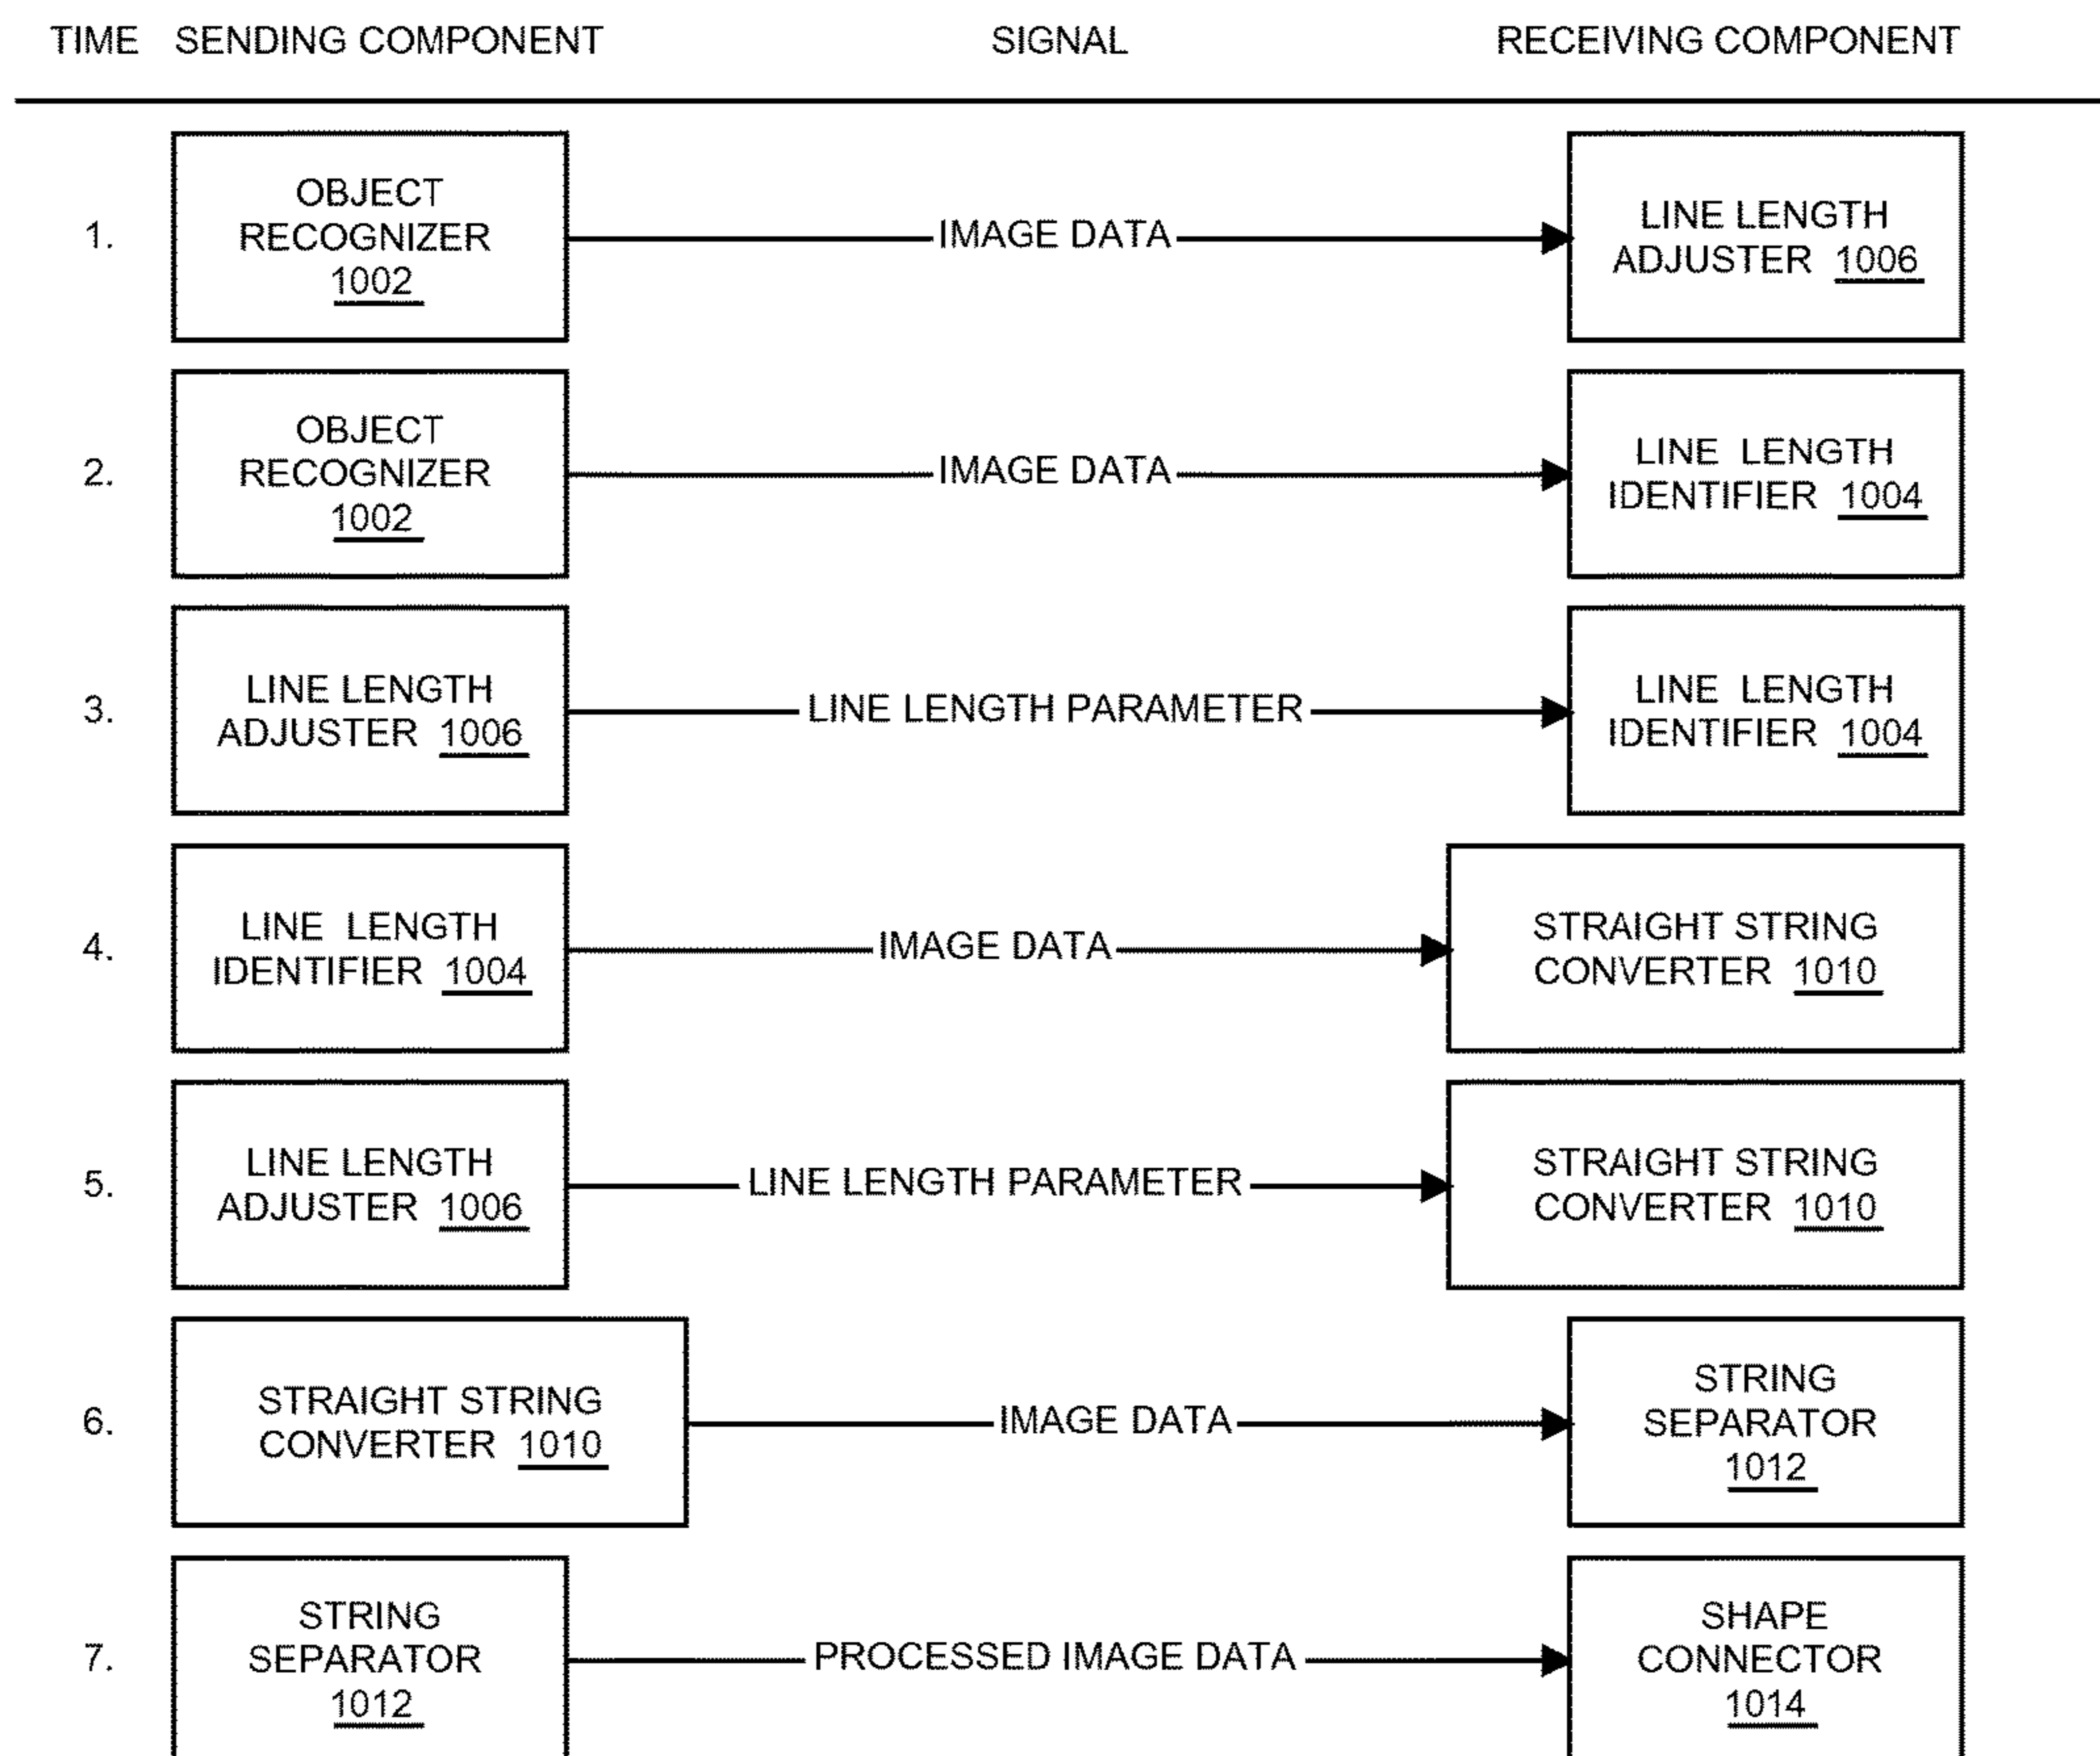 TIME SENDING COMPONENT SIGNAL RECEIVING COMPONENT
1.
OBJECT
RECOGNIZER
1002
IMAGE DATA
LINE LENGTH
ADJUSTER 1006
2.
OBJECT
RECOGNIZER
1002
IMAGE DATA
LINE LENGTH
IDENTIFIER 1004
3.
LINE LENGTH
ADJUSTER 1006
LINE LENGTH PARAMETER
LINE LENGTH
IDENTIFIER 1004
4.
LINE LENGTH
IDENTIFIER 1004
IMAGE DATA
STRAIGHT STRING
CONVERTER 1010
5.
LINE LENGTH
ADJUSTER 1006
LINE LENGTH PARAMETER
STRAIGHT STRING
CONVERTER 1010
6.
STRAIGHT STRING
CONVERTER 1010
IMAGE DATA
STRING
SEPARATOR
1012
7.
STRING
SEPARATOR
1012
PROCESSED IMAGE DATA
SHAPE
CONNECTOR
1014